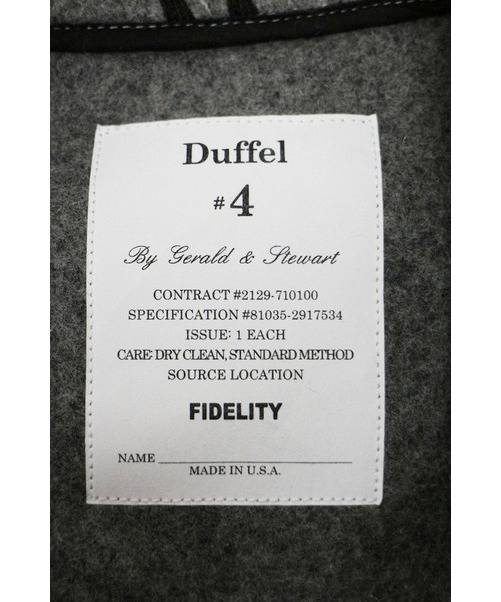 Duffel
#4
By Gerald & Stewart
CONTRACT #2129-710100
SPECIFICATION #81035-2917534
ISSUE: 1 EACH
CARE: DRY CLEAN, STANDARD METHOD
SOURCE LOCATION
FIDELITY
NAME
MADE IN U.S.A.